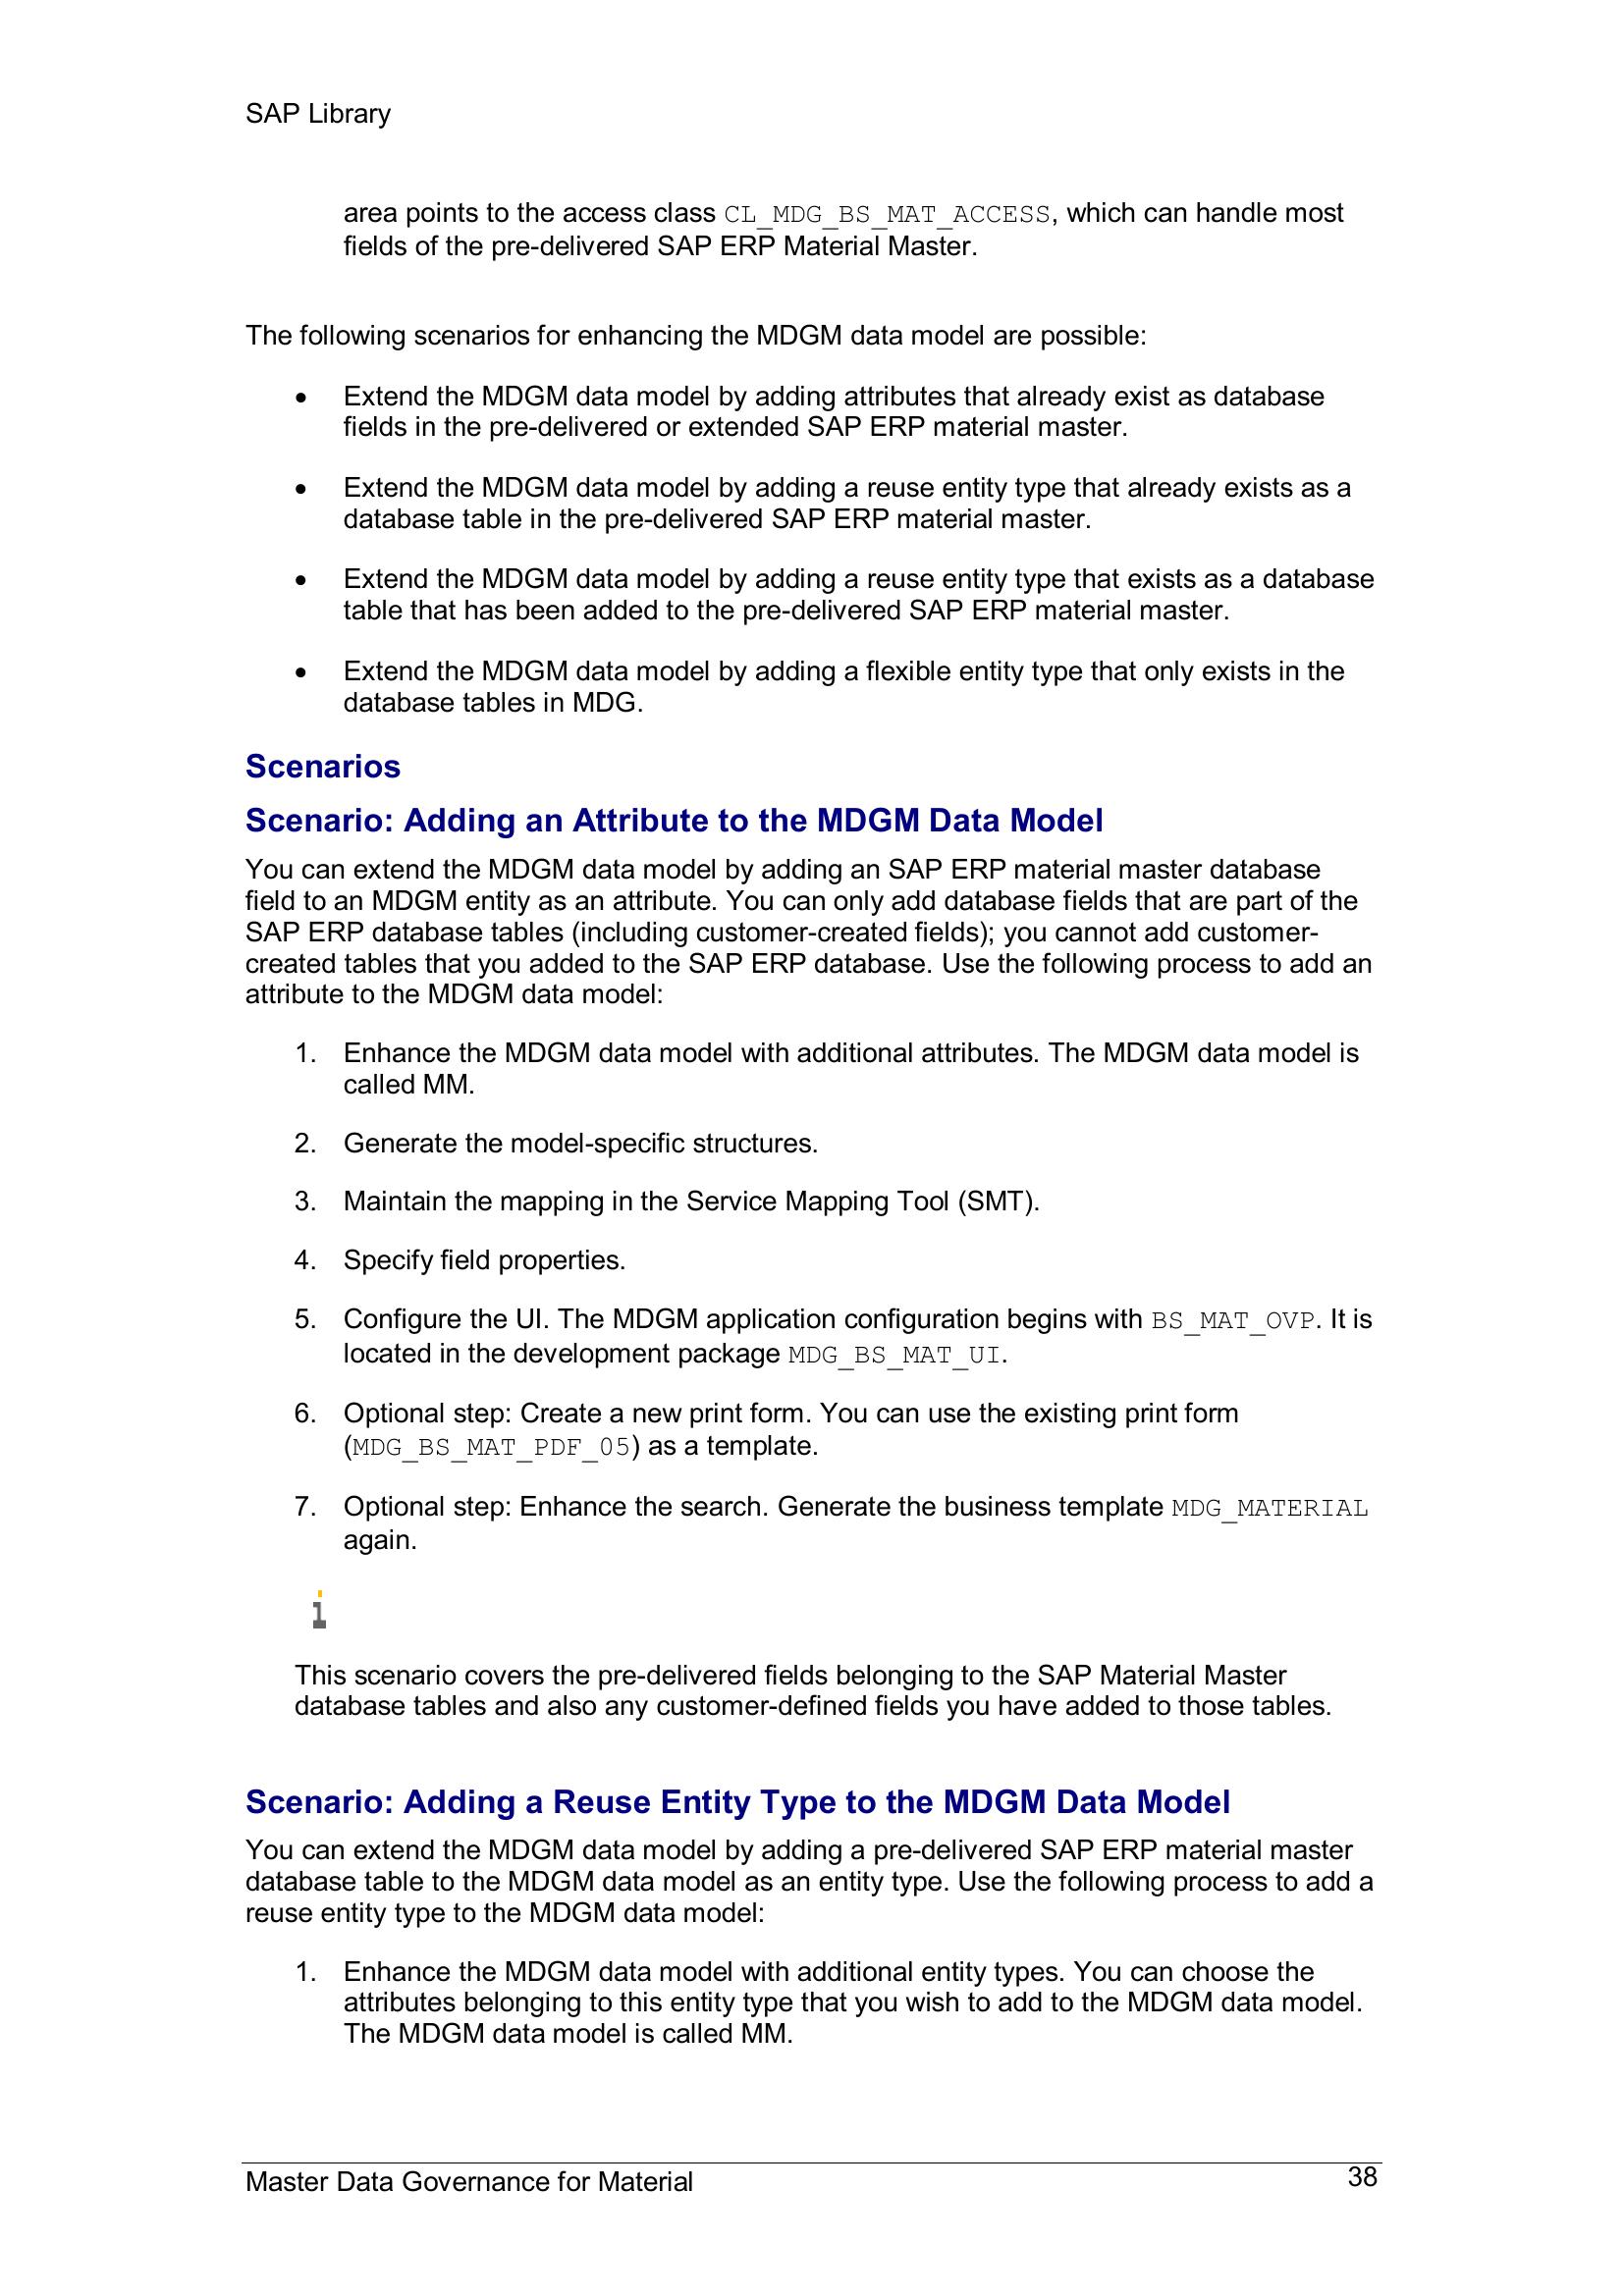 SAP Library
area points to the access class CL_MDG_BS_MAT_ACCESS, which can handle most
fields of the pre-delivered SAP ERP Material Master.
The following scenarios for enhancing the MDGM data model are possible:
• Extend the MDGM data model by adding attributes that already exist as database
fields in the pre-delivered or extended SAP ERP material master.
• Extend the MDGM data model by adding a reuse entity type that already exists as a
database table in the pre-delivered SAP ERP material master.
• Extend the MDGM data model by adding a reuse entity type that exists as a database
table that has been added to the pre-delivered SAP ERP material master.
• Extend the MDGM data model by adding a flexible entity type that only exists in the
database tables in MDG.
Scenarios
Scenario: Adding an Attribute to the MDGM Data Model
You can extend the MDGM data model by adding an SAP ERP material master database
field to an MDGM entity as an attribute. You can only add database fields that are part of the
SAP ERP database tables (including customer-created fields); you cannot add customer-
created tables that you added to the SAP ERP database. Use the following process to add an
attribute to the MDGM data model:
1. Enhance the MDGM data model with additional attributes. The MDGM data model is
called MM.
2. Generate the model-specific structures.
3. Maintain the mapping in the Service Mapping Tool (SMT).
4. Specify field properties.
5. Configure the UI. The MDGM application configuration begins with BS_MAT_OVP. It is
located in the development package MDG_BS_MAT_UI.
6. Optional step: Create a new print form. You can use the existing print form
(MDG_BS_MAT_PDF_05) as a template.
7. Optional step: Enhance the search. Generate the business template MDG_MATERIAL
again.
i
This scenario covers the pre-delivered fields belonging to the SAP Material Master
database tables and also any customer-defined fields you have added to those tables.
Scenario: Adding a Reuse Entity Type to the MDGM Data Model
You can extend the MDGM data model by adding a pre-delivered SAP ERP material master
database table to the MDGM data model as an entity type. Use the following process to add a
reuse entity type to the MDGM data model:
1. Enhance the MDGM data model with additional entity types. You can choose the
attributes belonging to this entity type that you wish to add to the MDGM data model.
The MDGM data model is called MM.
Master Data Governance for Material 38